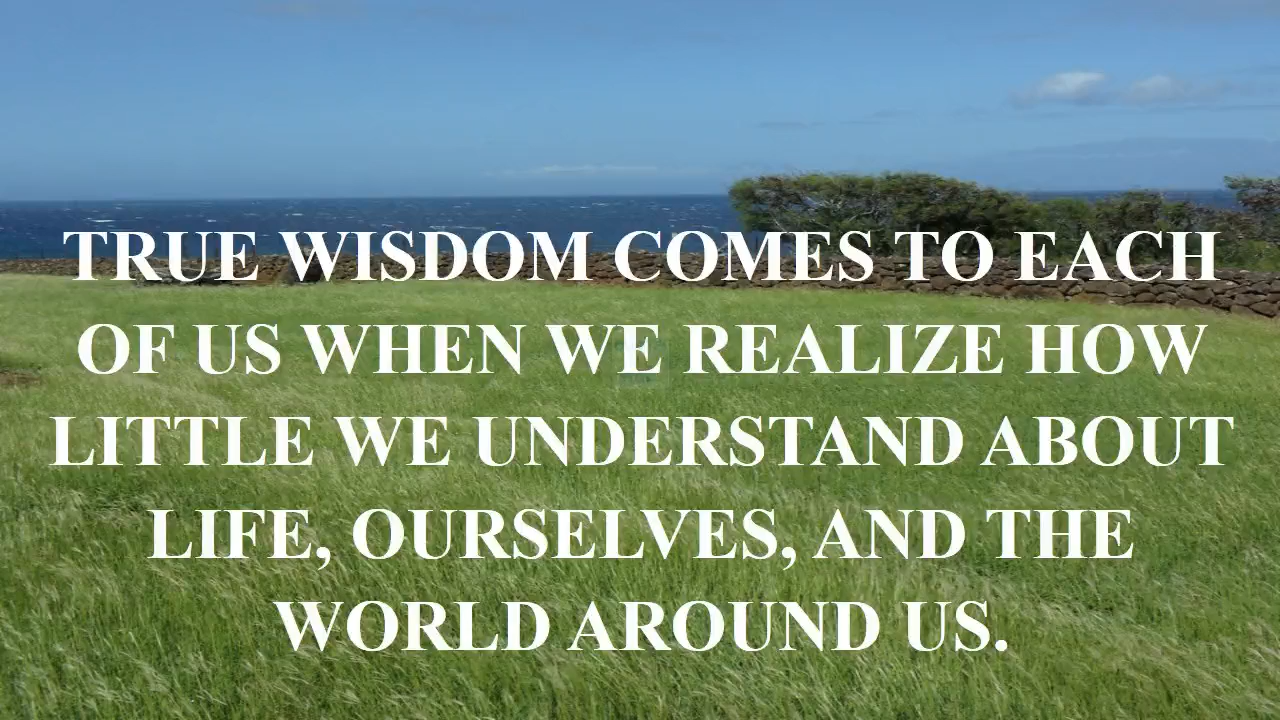 TRUE WISDOM COMES TO EACH
OF US WHEN WE REALIZE HOW
LITTLE WE UNDERSTAND ABOUT
LIFE, OURSELVES, AND THE
WORLD AROUND US.